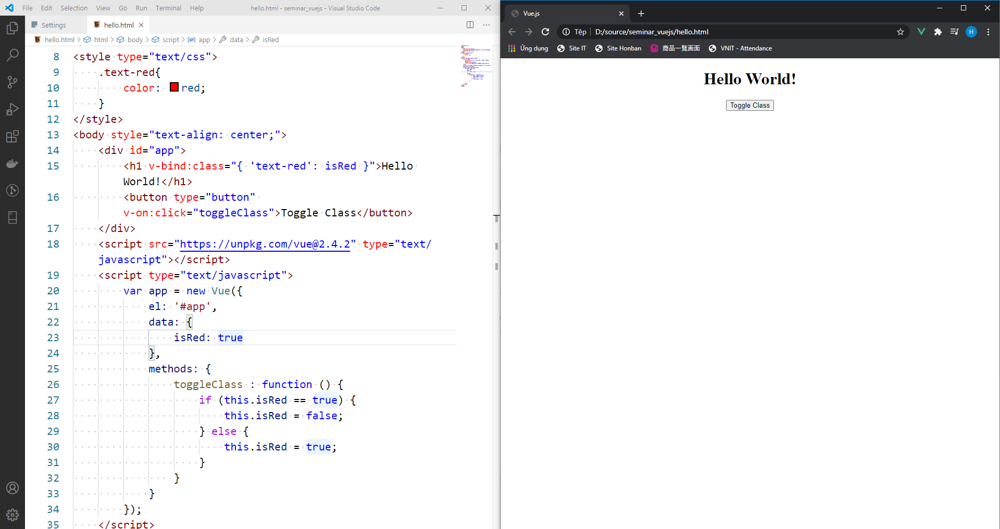 File Edit Selection View Go Run Terminal Help hello.html - seminar_vuejs - Visual Studio Code
Settings hello.html
hello.html > html > body > script > app > data > isRed
8 <style type="text/css">
9 .text-red{
10 color: red;
11 }
12 </style>
13 <body style="text-align: center;">
14 <div id="app">
15 <h1 v-bind:class="{ 'text-red': isRed }">Hello
World!</h1>
16 <button type="button"
v-on:click="toggleClass">Toggle Class</button>
17 </div>
18 <script src="https://unpkg.com/vue@2.4.2" type="text/
javascript"></script>
19 <script type="text/javascript">
20 var app = new Vue({
21 el: '#app',
22 data: {
23 isRed: true
24 },
25 methods: {
26 toggleClass : function () {
27 if (this.isRed == true) {
28 this.isRed = false;
29 } else {
30 this.isRed = true;
31 }
32 }
33 }
34 });
35 </script>
Vue.js
Tệp D:/source/seminar_vuejs/hello.html H
Ứng dụng Site IT Site Honban 商品一覧画面 VNIT - Attendance
Hello World!
Toggle Class